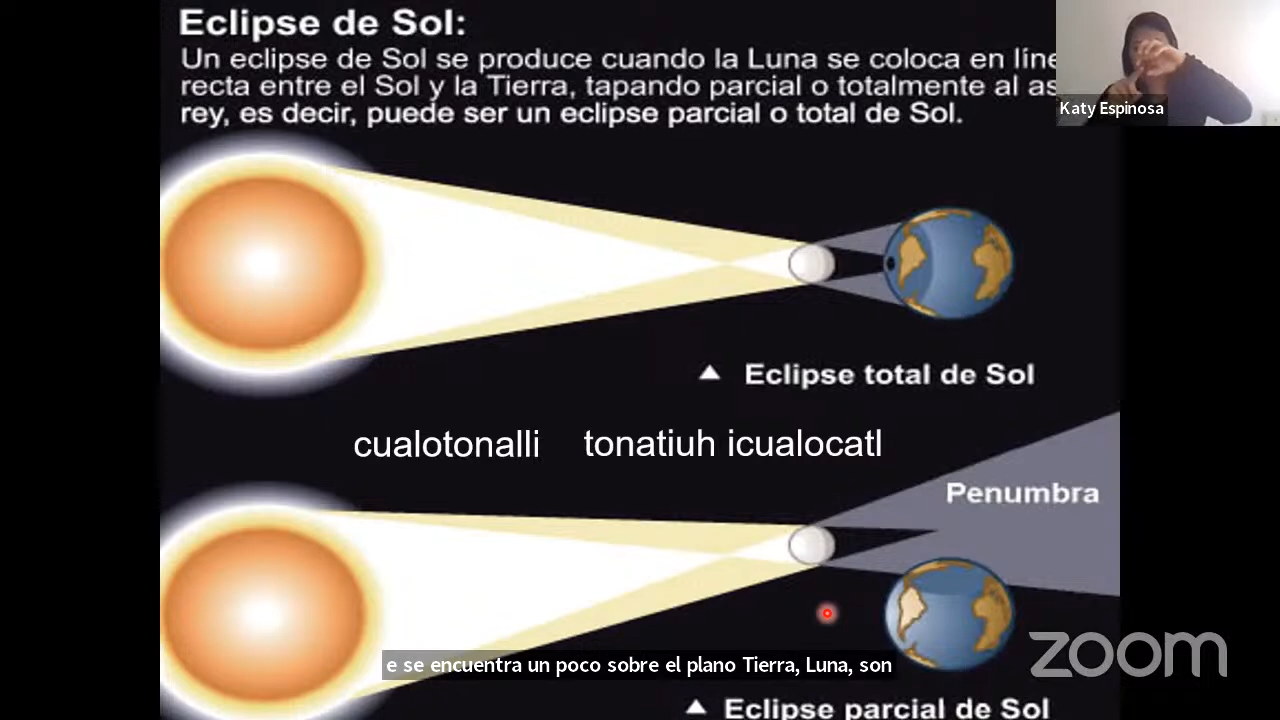 Eclipse de Sol:
Un eclipse de Sol se produce cuando la Luna se coloca en líne
recta entre el Sol y la Tierra, tapando parcial o totalmente al as
rey, es decir, puede ser un eclipse parcial o total de Sol.
Katy Espinosa
Eclipse total de Sol
cualotonalli tonatiuh icualocatl
Penumbra
zoom
e se encuentra un poco sobre el plano Tierra, Luna, son
Eclipse parcial de Sol